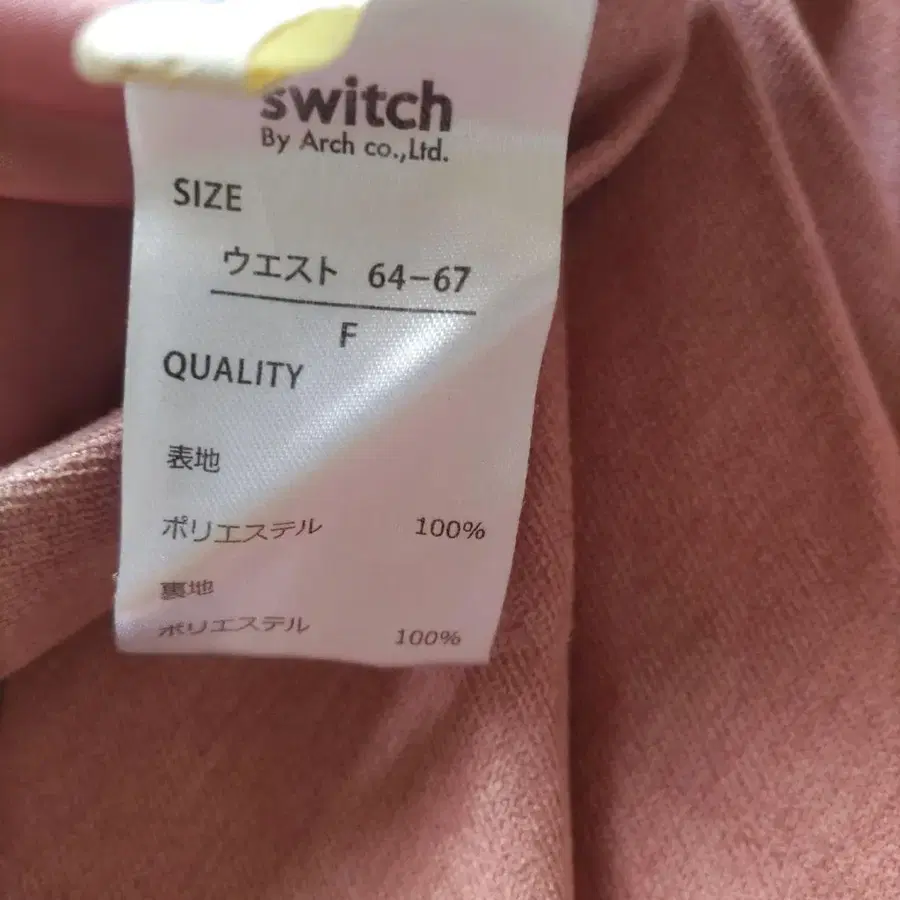 switch
By Arch co.,Ltd.
SIZE
ウエスト 64-67
F
QUALITY
表地
ポリエステル 100%
裏地
ポリエステル 100%